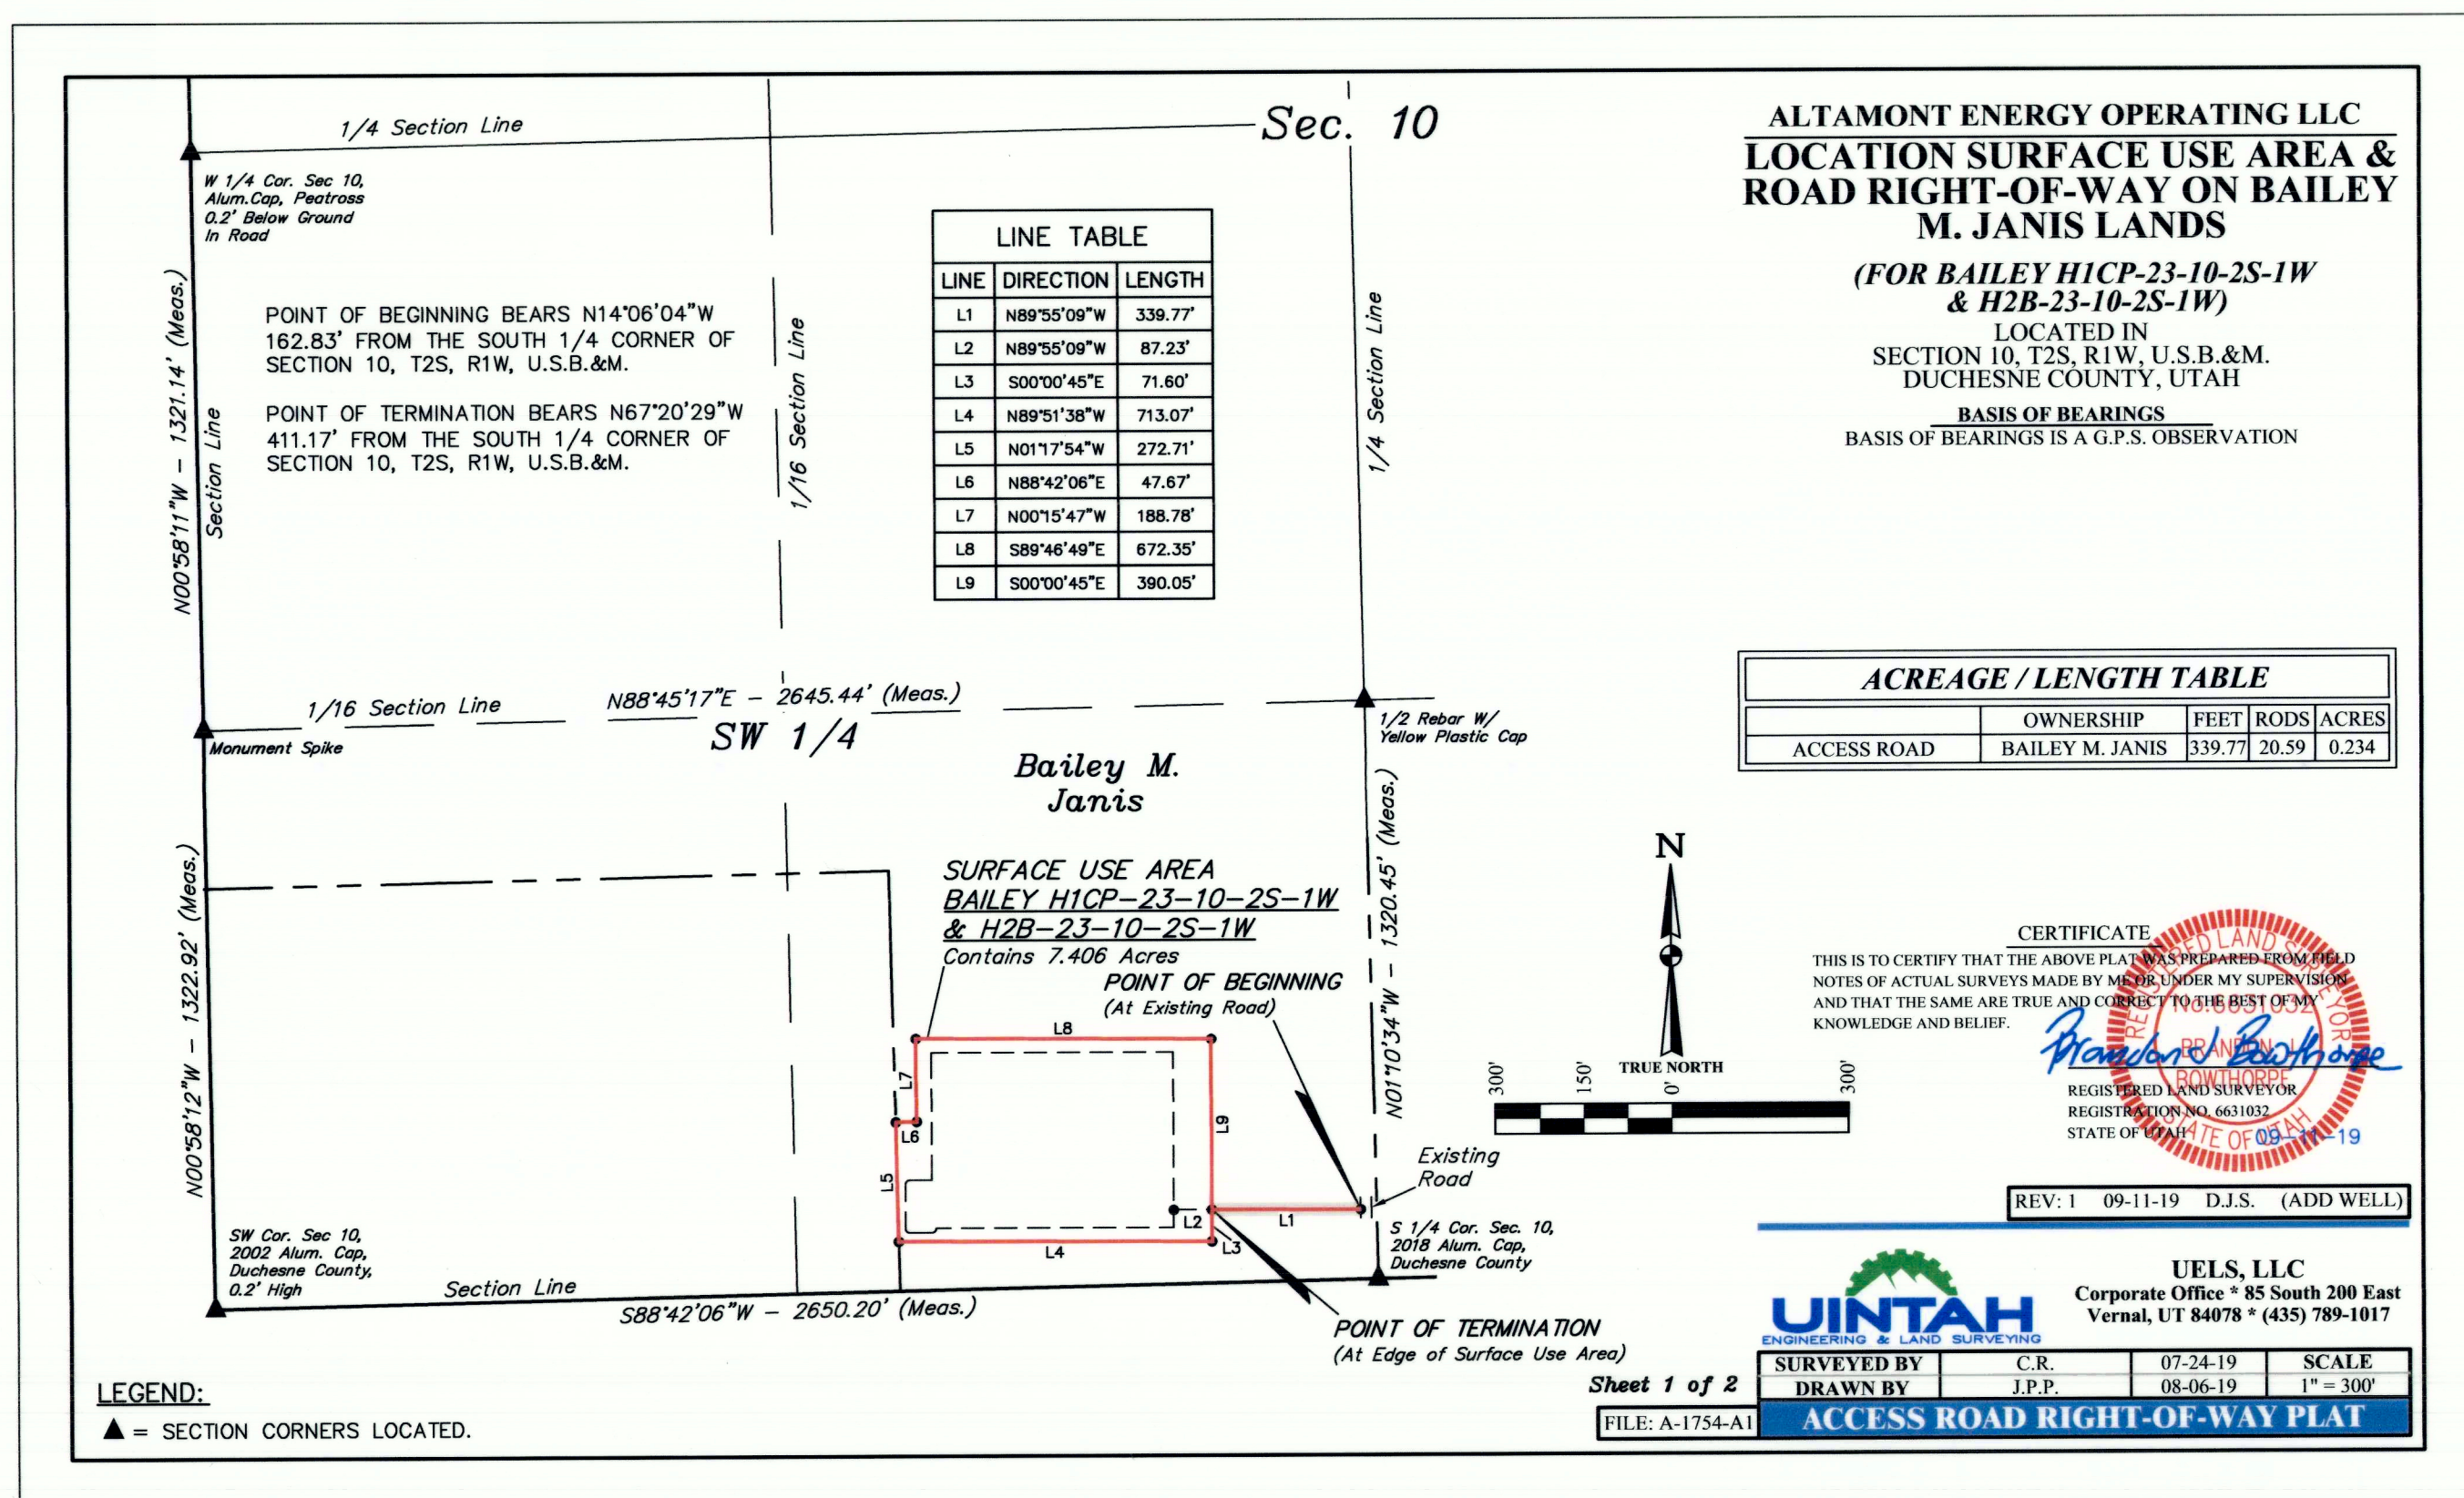 1/4 Section Line
Sec. 10
W 1/4 Cor. Sec 10,
Alum.Cap, Peatross
0.2' Below Ground
In Road
N00°58'11"W - 1321.14' (Meas.)
Section Line
POINT OF BEGINNING BEARS N14°06'04"W
162.83' FROM THE SOUTH 1/4 CORNER OF
SECTION 10, T2S, R1W, U.S.B.&M.
POINT OF TERMINATION BEARS N67°20'29"W
411.17' FROM THE SOUTH 1/4 CORNER OF
SECTION 10, T2S, R1W, U.S.B.&M.
1/16 Section Line
LINE TABLE
LINE DIRECTION LENGTH
L1 N89°55'09"W 339.77'
L2 N89°55'09"W 87.23'
L3 S00°00'45"E 71.60'
L4 N89°51'38"W 713.07'
L5 N01°17'54"W 272.71'
L6 N88°42'06"E 47.67'
L7 N00°15'47"W 188.78'
L8 S89°46'49"E 672.35'
L9 S00°00'45"E 390.05'
1/4 Section Line
1/16 Section Line
N88°45'17"E - 2645.44' (Meas.)
Monument Spike
SW 1/4
1/2 Rebar W/
Yellow Plastic Cap
Bailey M.
Janis
N00°58'12"W - 1322.92' (Meas.)
SURFACE USE AREA
BAILEY H1CP-23-10-2S-1W
& H2B-23-10-2S-1W
Contains 7.406 Acres
POINT OF BEGINNING
(At Existing Road)
N01°10'34"W - 1320.45' (Meas.)
L8
L7
L6
L9
L5
L2
L1
L3
L4
Existing
Road
S 1/4 Cor. Sec. 10,
2018 Alum. Cap,
Duchesne County
SW Cor. Sec 10,
2002 Alum. Cap,
Duchesne County,
0.2' High
Section Line
S88°42'06"W - 2650.20' (Meas.)
POINT OF TERMINATION
(At Edge of Surface Use Area)
LEGEND:
▲ = SECTION CORNERS LOCATED.
ALTAMONT ENERGY OPERATING LLC
LOCATION SURFACE USE AREA &
ROAD RIGHT-OF-WAY ON BAILEY
M. JANIS LANDS
(FOR BAILEY H1CP-23-10-2S-1W
& H2B-23-10-2S-1W)
LOCATED IN
SECTION 10, T2S, R1W, U.S.B.&M.
DUCHESNE COUNTY, UTAH
BASIS OF BEARINGS
BASIS OF BEARINGS IS A G.P.S. OBSERVATION
ACREAGE / LENGTH TABLE
OWNERSHIP FEET RODS ACRES
ACCESS ROAD BAILEY M. JANIS 339.77 20.59 0.234
N
TRUE NORTH
300' 150' 0' 300'
CERTIFICATE
THIS IS TO CERTIFY THAT THE ABOVE PLAT WAS PREPARED FROM FIELD
NOTES OF ACTUAL SURVEYS MADE BY ME OR UNDER MY SUPERVISION
AND THAT THE SAME ARE TRUE AND CORRECT TO THE BEST OF MY
KNOWLEDGE AND BELIEF.
REGISTERED LAND SURVEYOR
No.6631032
BRANDON J.
BOWTHORPE
STATE OF UTAH
Brandon J Bowthorpe
09-11-19
REGISTERED LAND SURVEYOR
REGISTRATION NO. 6631032
STATE OF UTAH
REV: 1 09-11-19 D.J.S. (ADD WELL)
UINTAH
ENGINEERING & LAND SURVEYING
UELS, LLC
Corporate Office * 85 South 200 East
Vernal, UT 84078 * (435) 789-1017
SURVEYED BY C.R. 07-24-19 SCALE
DRAWN BY J.P.P. 08-06-19 1" = 300'
Sheet 1 of 2
FILE: A-1754-A1
ACCESS ROAD RIGHT-OF-WAY PLAT